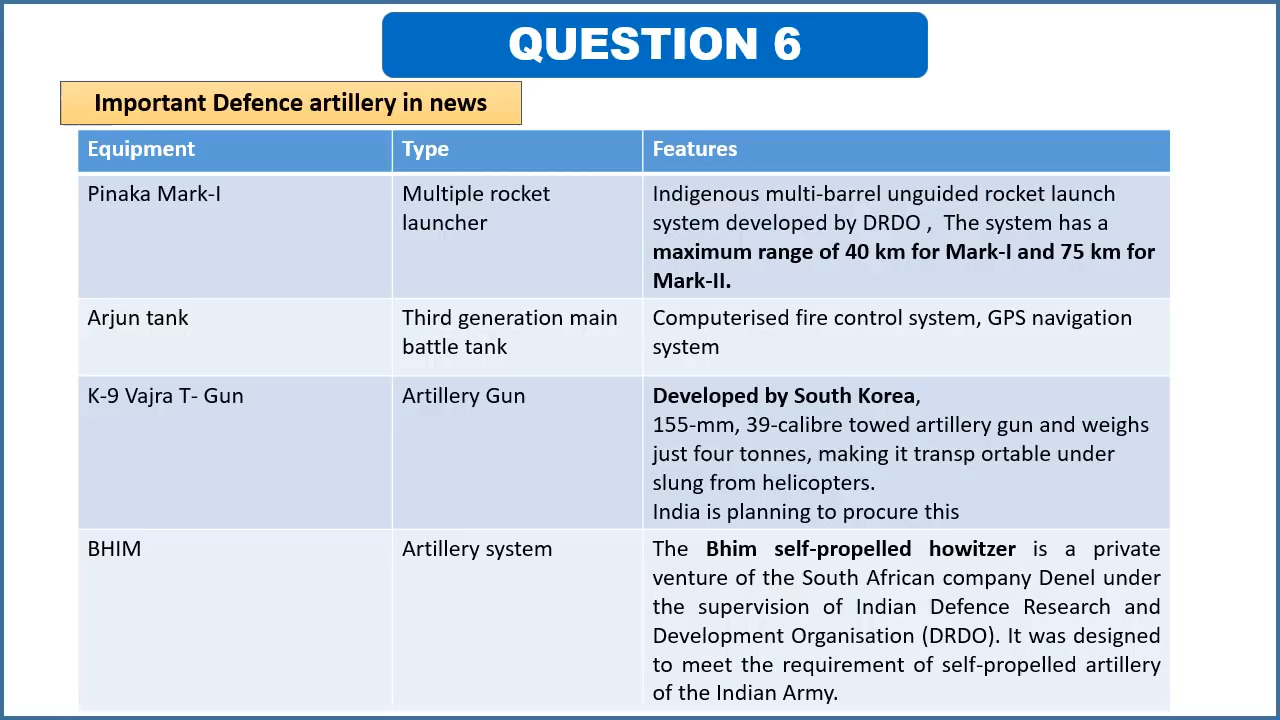 QUESTION 6
Important Defence artillery in news
Equipment
Type
Features
Pinaka Mark-I
Multiple rocket
launcher
Indigenous multi-barrel unguided rocket launch
system developed by DRDO , The system has a
maximum range of 40 km for Mark-I and 75 km for
Mark-II.
Arjun tank
Third generation main
battle tank
Computerised fire control system, GPS navigation
system
K-9 Vajra T- Gun
Artillery Gun
Developed by South Korea,
155-mm, 39-calibre towed artillery gun and weighs
just four tonnes, making it transp ortable under
slung from helicopters.
India is planning to procure this
BHIM
Artillery system
The Bhim self-propelled howitzer is a private
venture of the South African company Denel under
the supervision of Indian Defence Research and
Development Organisation (DRDO). It was designed
to meet the requirement of self-propelled artillery
of the Indian Army.